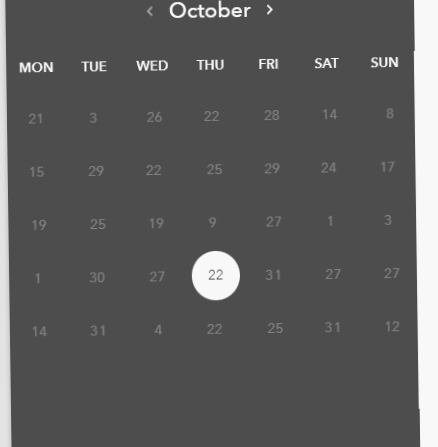 ‹ October ›
MON TUE WED THU FRI SAT SUN
21 3 26 22 28 14 8
15 29 22 25 29 24 17
19 25 19 9 27 1 3
1 30 27 22 31 27 27
14 31 4 22 25 31 12